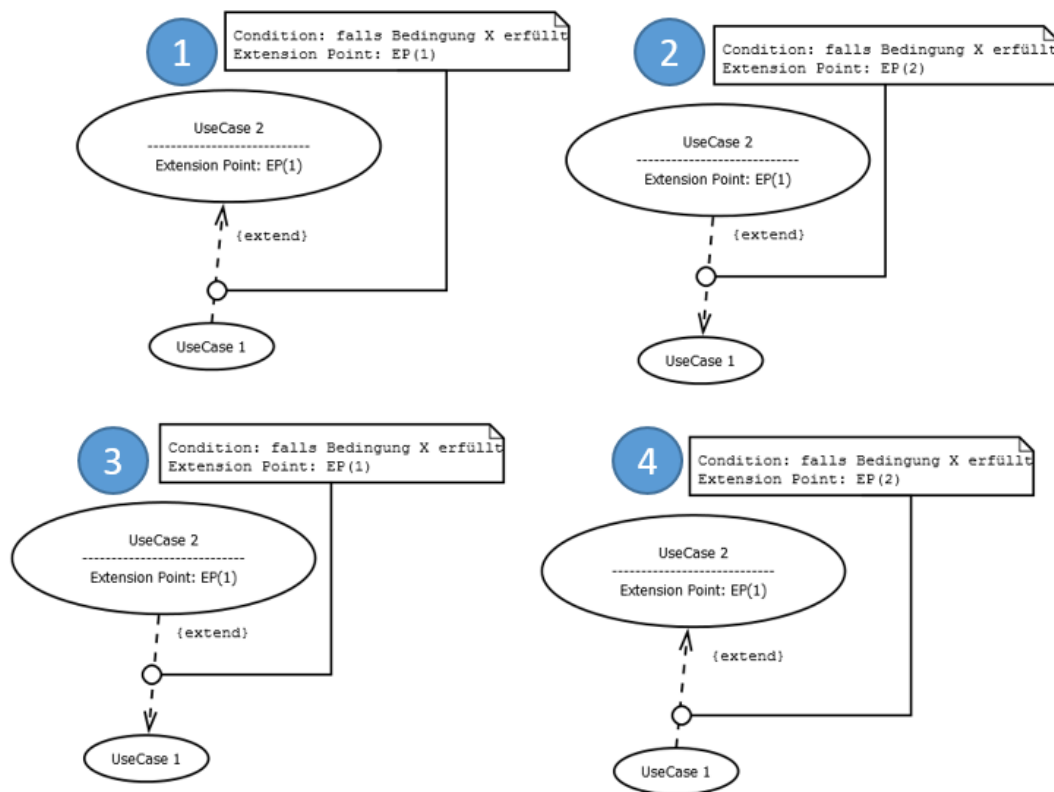 1
Condition: falls Bedingung X erfüllt
Extension Point: EP(1)
UseCase 2
-----------------------------
Extension Point: EP(1)
{extend}
UseCase 1
2
Condition: falls Bedingung X erfüllt
Extension Point: EP(2)
UseCase 2
-----------------------------
Extension Point: EP(1)
{extend}
UseCase 1
3
Condition: falls Bedingung X erfüllt
Extension Point: EP(1)
UseCase 2
-----------------------------
Extension Point: EP(1)
{extend}
UseCase 1
4
Condition: falls Bedingung X erfüllt
Extension Point: EP(2)
UseCase 2
-----------------------------
Extension Point: EP(1)
{extend}
UseCase 1